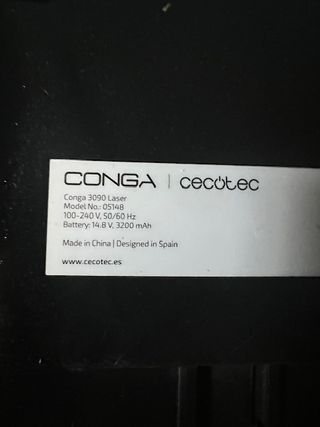 CONGA | cecotec
Conga 3090 Laser
Model No.: 05148
100-240 V, 50/60 Hz
Battery: 14.8 V, 3200 mAh
Made in China | Designed in Spain
www.cecotec.es